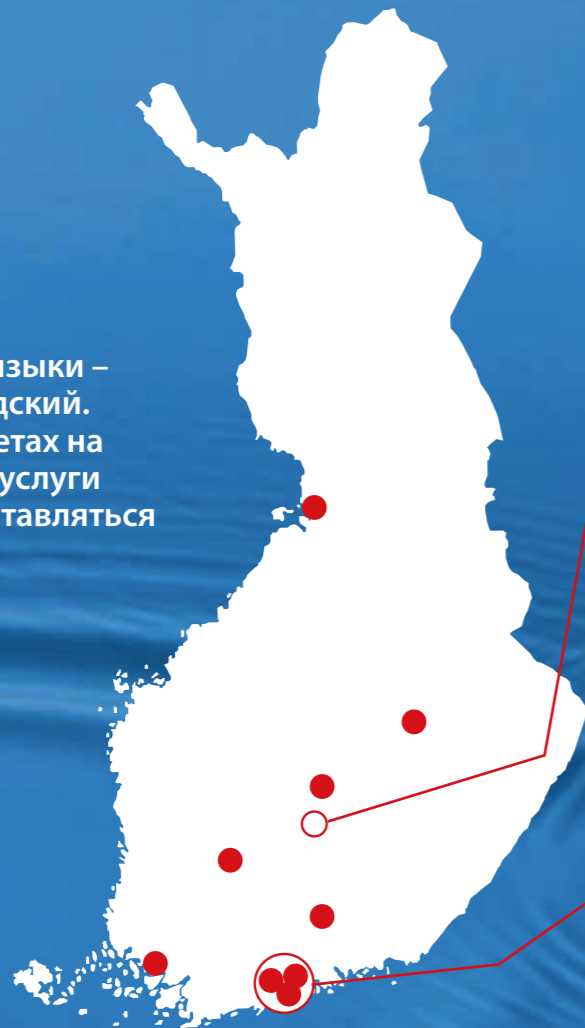 языки –
дский.
етах на
услуги
тавляться